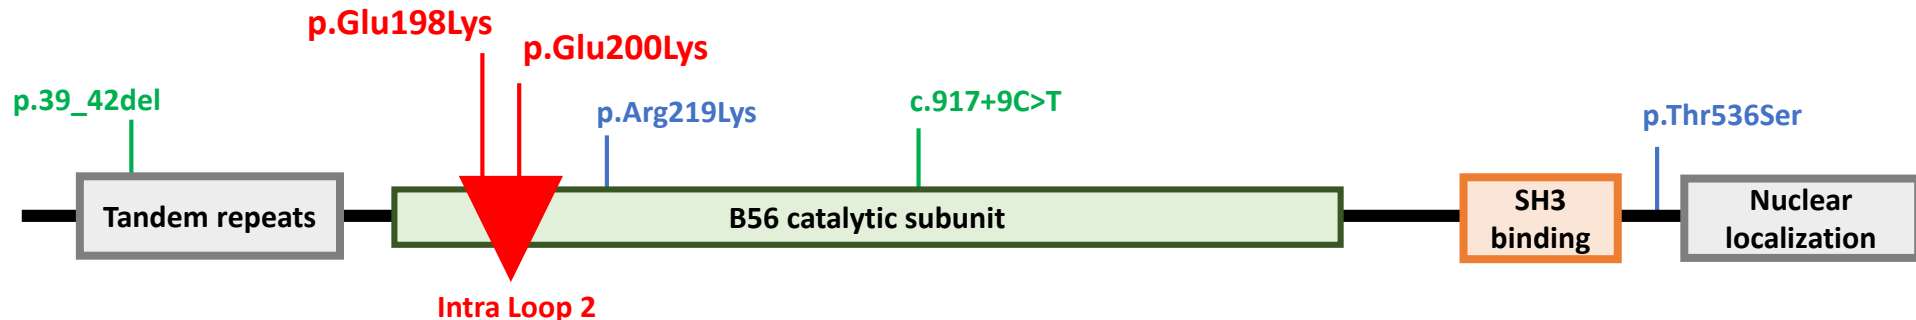 p.Glu198Lys
p.Glu200Lys
p.39_42del
p.Arg219Lys
c.917+9C>T
p.Thr536Ser
Tandem repeats
B56 catalytic subunit
SH3
binding
Nuclear
localization
Intra Loop 2